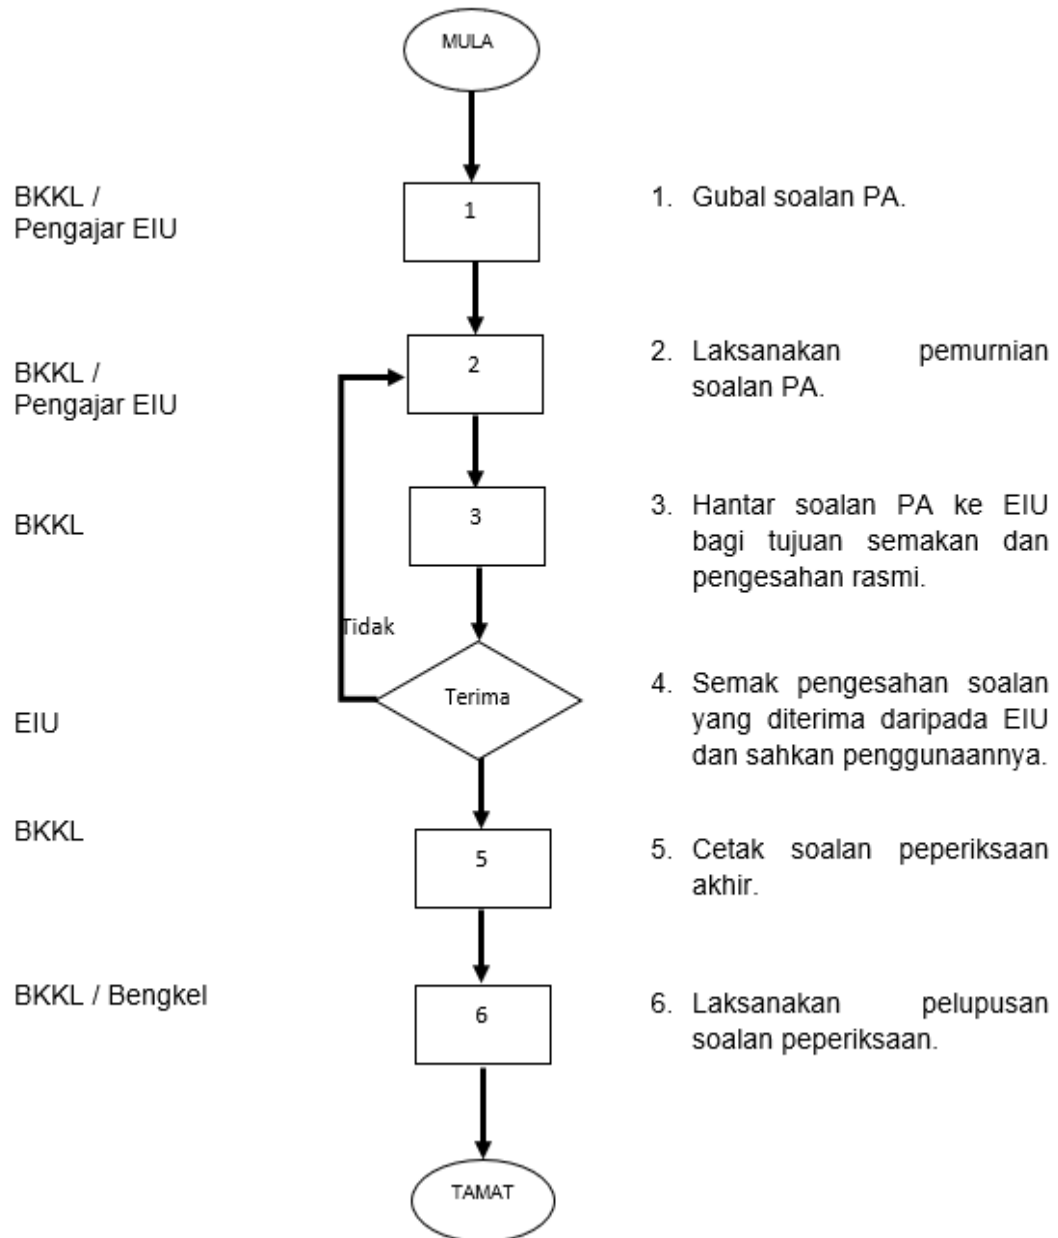 MULA
BKKL /
Pengajar EIU
1
1. Gubal soalan PA.
BKKL /
Pengajar EIU
2
2. Laksanakan pemurnian
soalan PA.
BKKL
3
3. Hantar soalan PA ke EIU
bagi tujuan semakan dan
pengesahan rasmi.
Tidak
EIU
Terima
4. Semak pengesahan soalan
yang diterima daripada EIU
dan sahkan penggunaannya.
BKKL
5
5. Cetak soalan peperiksaan
akhir.
BKKL / Bengkel
6
6. Laksanakan pelupusan
soalan peperiksaan.
TAMAT